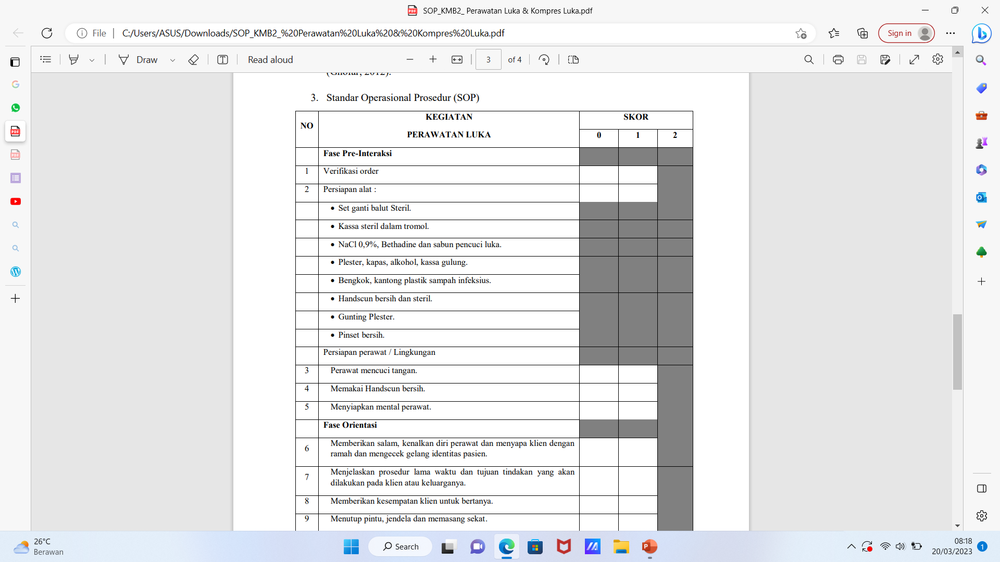 SOP_KMB2_ Perawatan Luka & Kompres Luka.pdf
File
C:/Users/ASUS/Downloads/SOP_KMB2_%20Perawatan%20Luka%20&%20Kompres%20Luka.pdf
Sign in
Draw
Read aloud
3 of 4
(Ghofar, 2012).
3. Standar Operasional Prosedur (SOP)
NO KEGIATAN SKOR
PERAWATAN LUKA 0 1 2
Fase Pre-Interaksi
1 Verifikasi order
2 Persiapan alat :
• Set ganti balut Steril.
• Kassa steril dalam tromol.
• NaCl 0,9%, Bethadine dan sabun pencuci luka.
• Plester, kapas, alkohol, kassa gulung.
• Bengkok, kantong plastik sampah infeksius.
• Handscun bersih dan steril.
• Gunting Plester.
• Pinset bersih.
Persiapan perawat / Lingkungan
3 Perawat mencuci tangan.
4 Memakai Handscun bersih.
5 Menyiapkan mental perawat.
Fase Orientasi
6 Memberikan salam, kenalkan diri perawat dan menyapa klien dengan
ramah dan mengecek gelang identitas pasien.
7 Menjelaskan prosedur lama waktu dan tujuan tindakan yang akan
dilakukan pada klien atau keluarganya.
8 Memberikan kesempatan klien untuk bertanya.
9 Menutup pintu, jendela dan memasang sekat.
26°C
Berawan
Search
08:18
20/03/2023
1